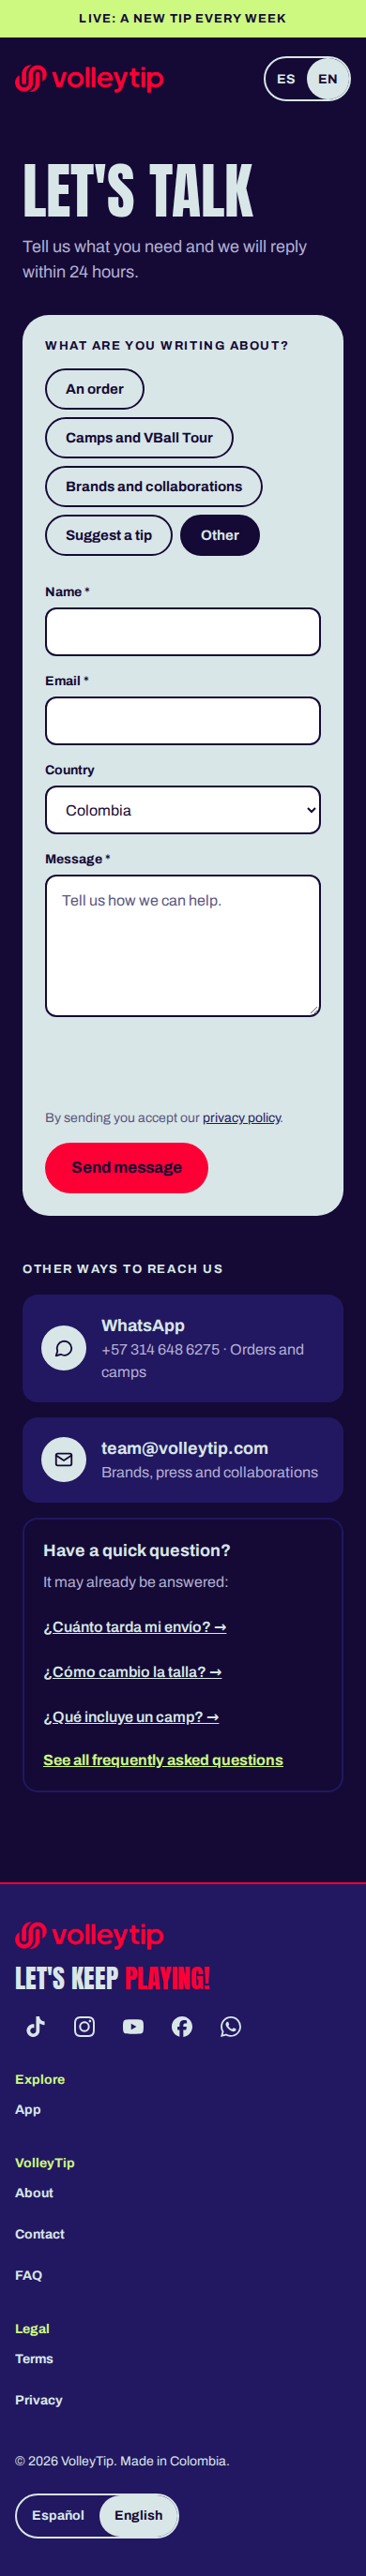 LIVE: A NEW TIP EVERY WEEK
volleytip
ES EN
LET'S TALK
Tell us what you need and we will reply
within 24 hours.
WHAT ARE YOU WRITING ABOUT?
An order
Camps and VBall Tour
Brands and collaborations
Suggest a tip
Other
Name *
Email *
Country
Colombia
Message *
Tell us how we can help.
By sending you accept our privacy policy.
Send message
OTHER WAYS TO REACH US
WhatsApp
+57 314 648 6275 · Orders and
camps
team@volleytip.com
Brands, press and collaborations
Have a quick question?
It may already be answered:
¿Cuánto tarda mi envío? →
¿Cómo cambio la talla? →
¿Qué incluye un camp? →
See all frequently asked questions
volleytip
LET'S KEEP PLAYING!
Explore
App
VolleyTip
About
Contact
FAQ
Legal
Terms
Privacy
© 2026 VolleyTip. Made in Colombia.
Español English